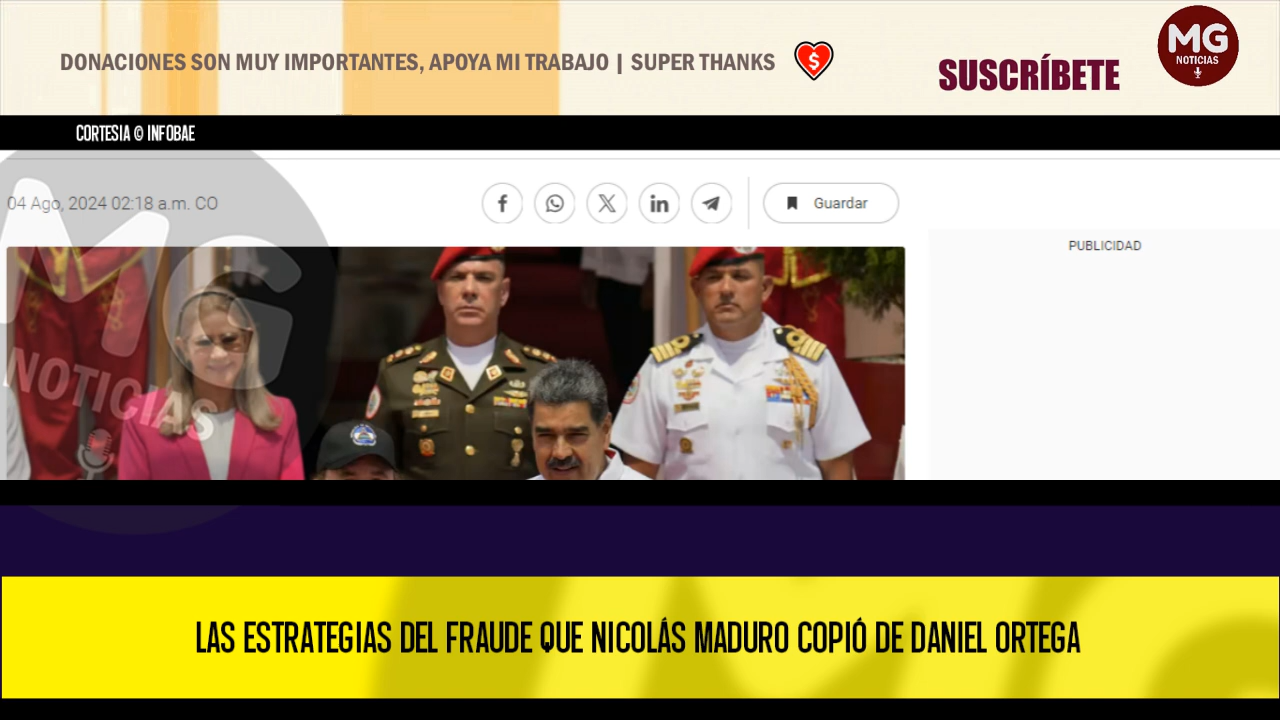 DONACIONES SON MUY IMPORTANTES, APOYA MI TRABAJO | SUPER THANKS
$
SUSCRÍBETE
MG
NOTICIAS
CORTESIA © INFOBAE
04 Ago, 2024 02:18 a.m. CO
Guardar
PUBLICIDAD
MG
NOTICIAS
LAS ESTRATEGIAS DEL FRAUDE QUE NICOLÁS MADURO COPIÓ DE DANIEL ORTEGA